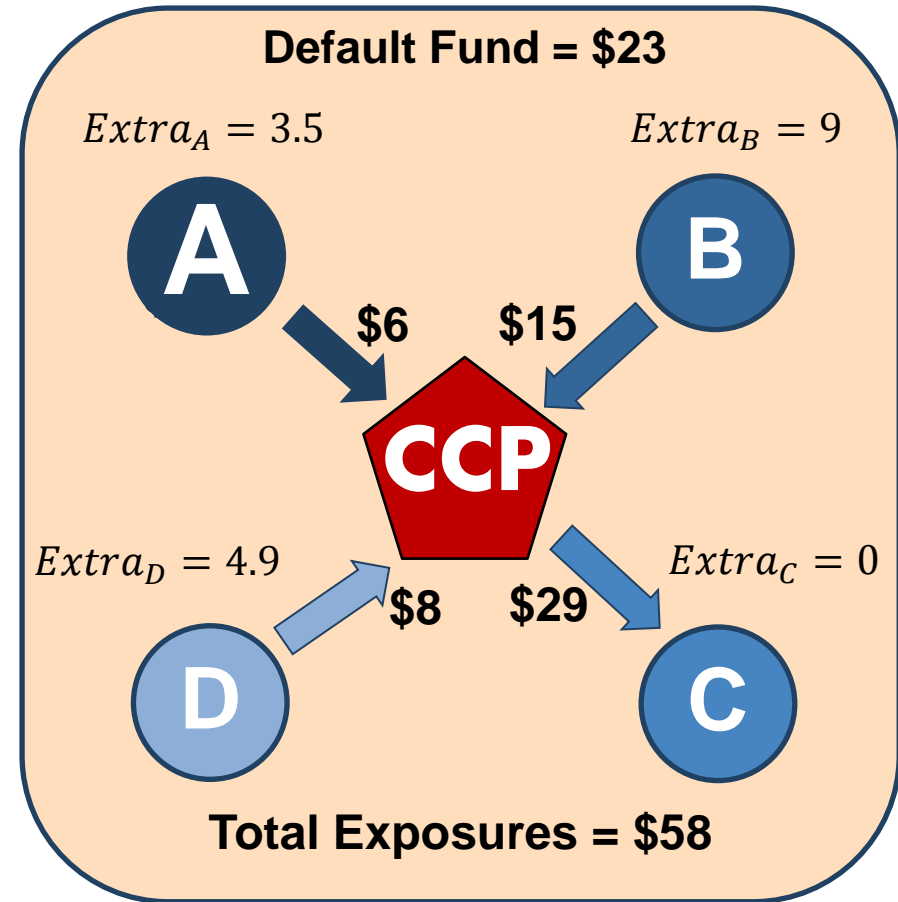 Default Fund = $23
Extra_A = 3.5
Extra_B = 9
A
B
$6
$15
CCP
Extra_D = 4.9
Extra_C = 0
$8
$29
D
C
Total Exposures = $58